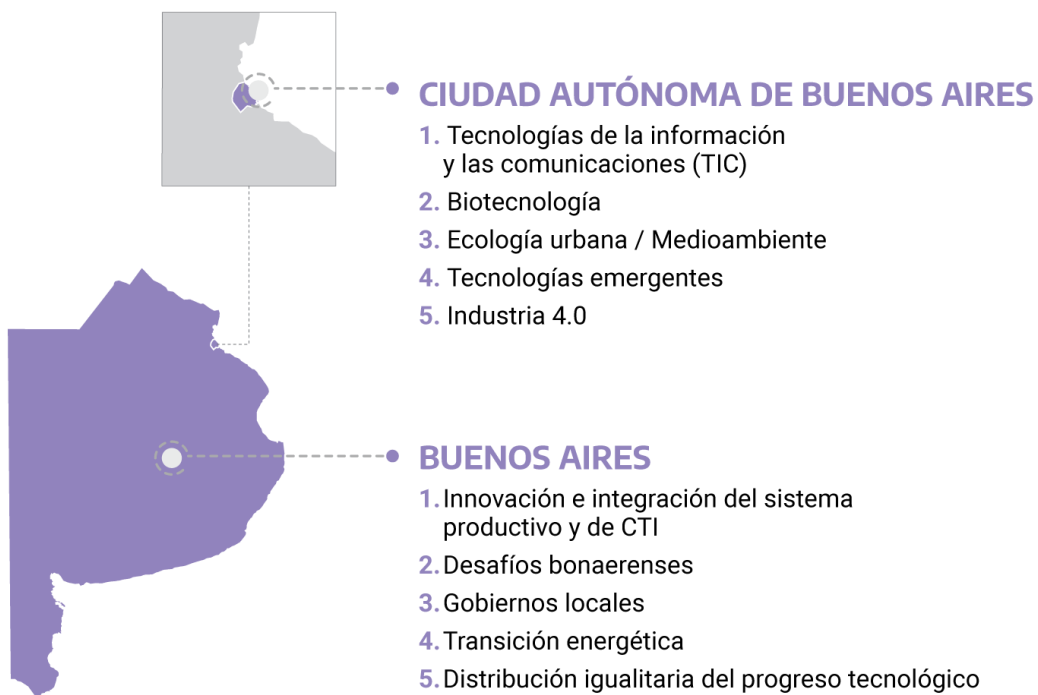 CIUDAD AUTÓNOMA DE BUENOS AIRES
1. Tecnologías de la información
y las comunicaciones (TIC)
2. Biotecnología
3. Ecología urbana / Medioambiente
4. Tecnologías emergentes
5. Industria 4.0
BUENOS AIRES
1. Innovación e integración del sistema
productivo y de CTI
2. Desafíos bonaerenses
3. Gobiernos locales
4. Transición energética
5. Distribución igualitaria del progreso tecnológico